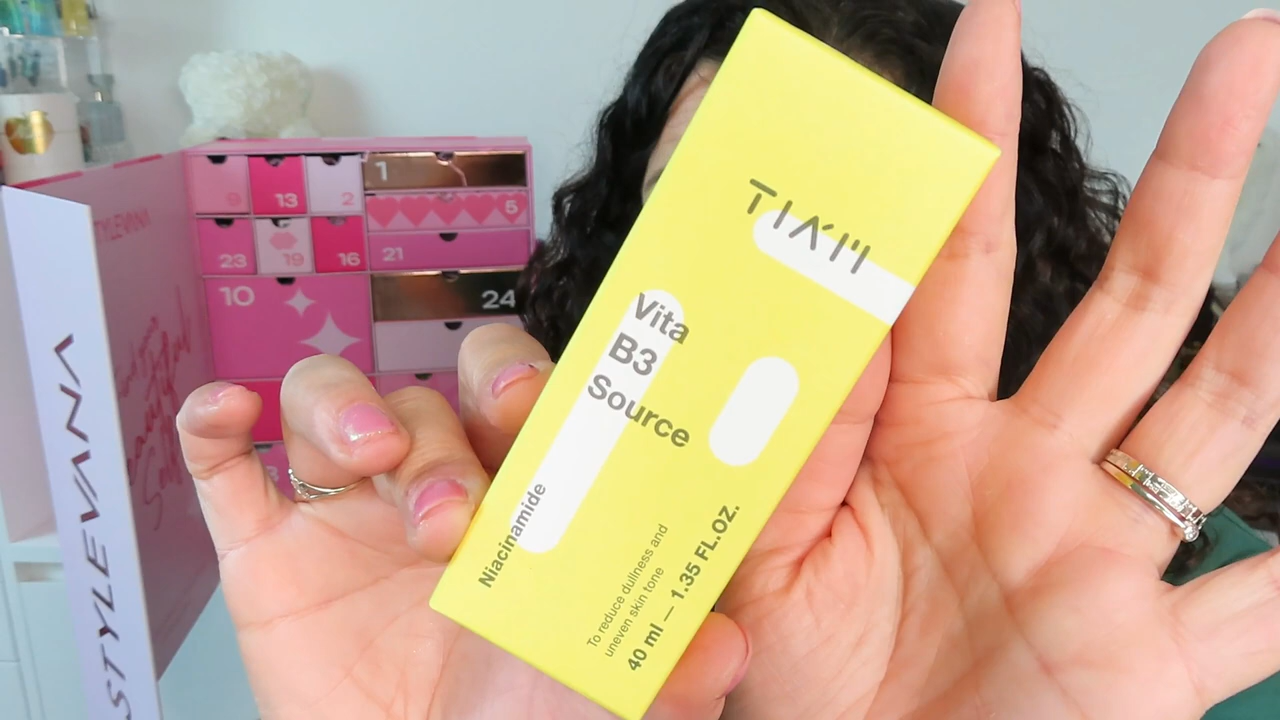 TIA'M
Vita
B3
Source
Niacinamide
To reduce dullness and
uneven skin tone
40 ml — 1.35 FL.OZ.
STYLEVANA
STYLEVANA
9
13
2
1
5
23
19
16
21
10
24